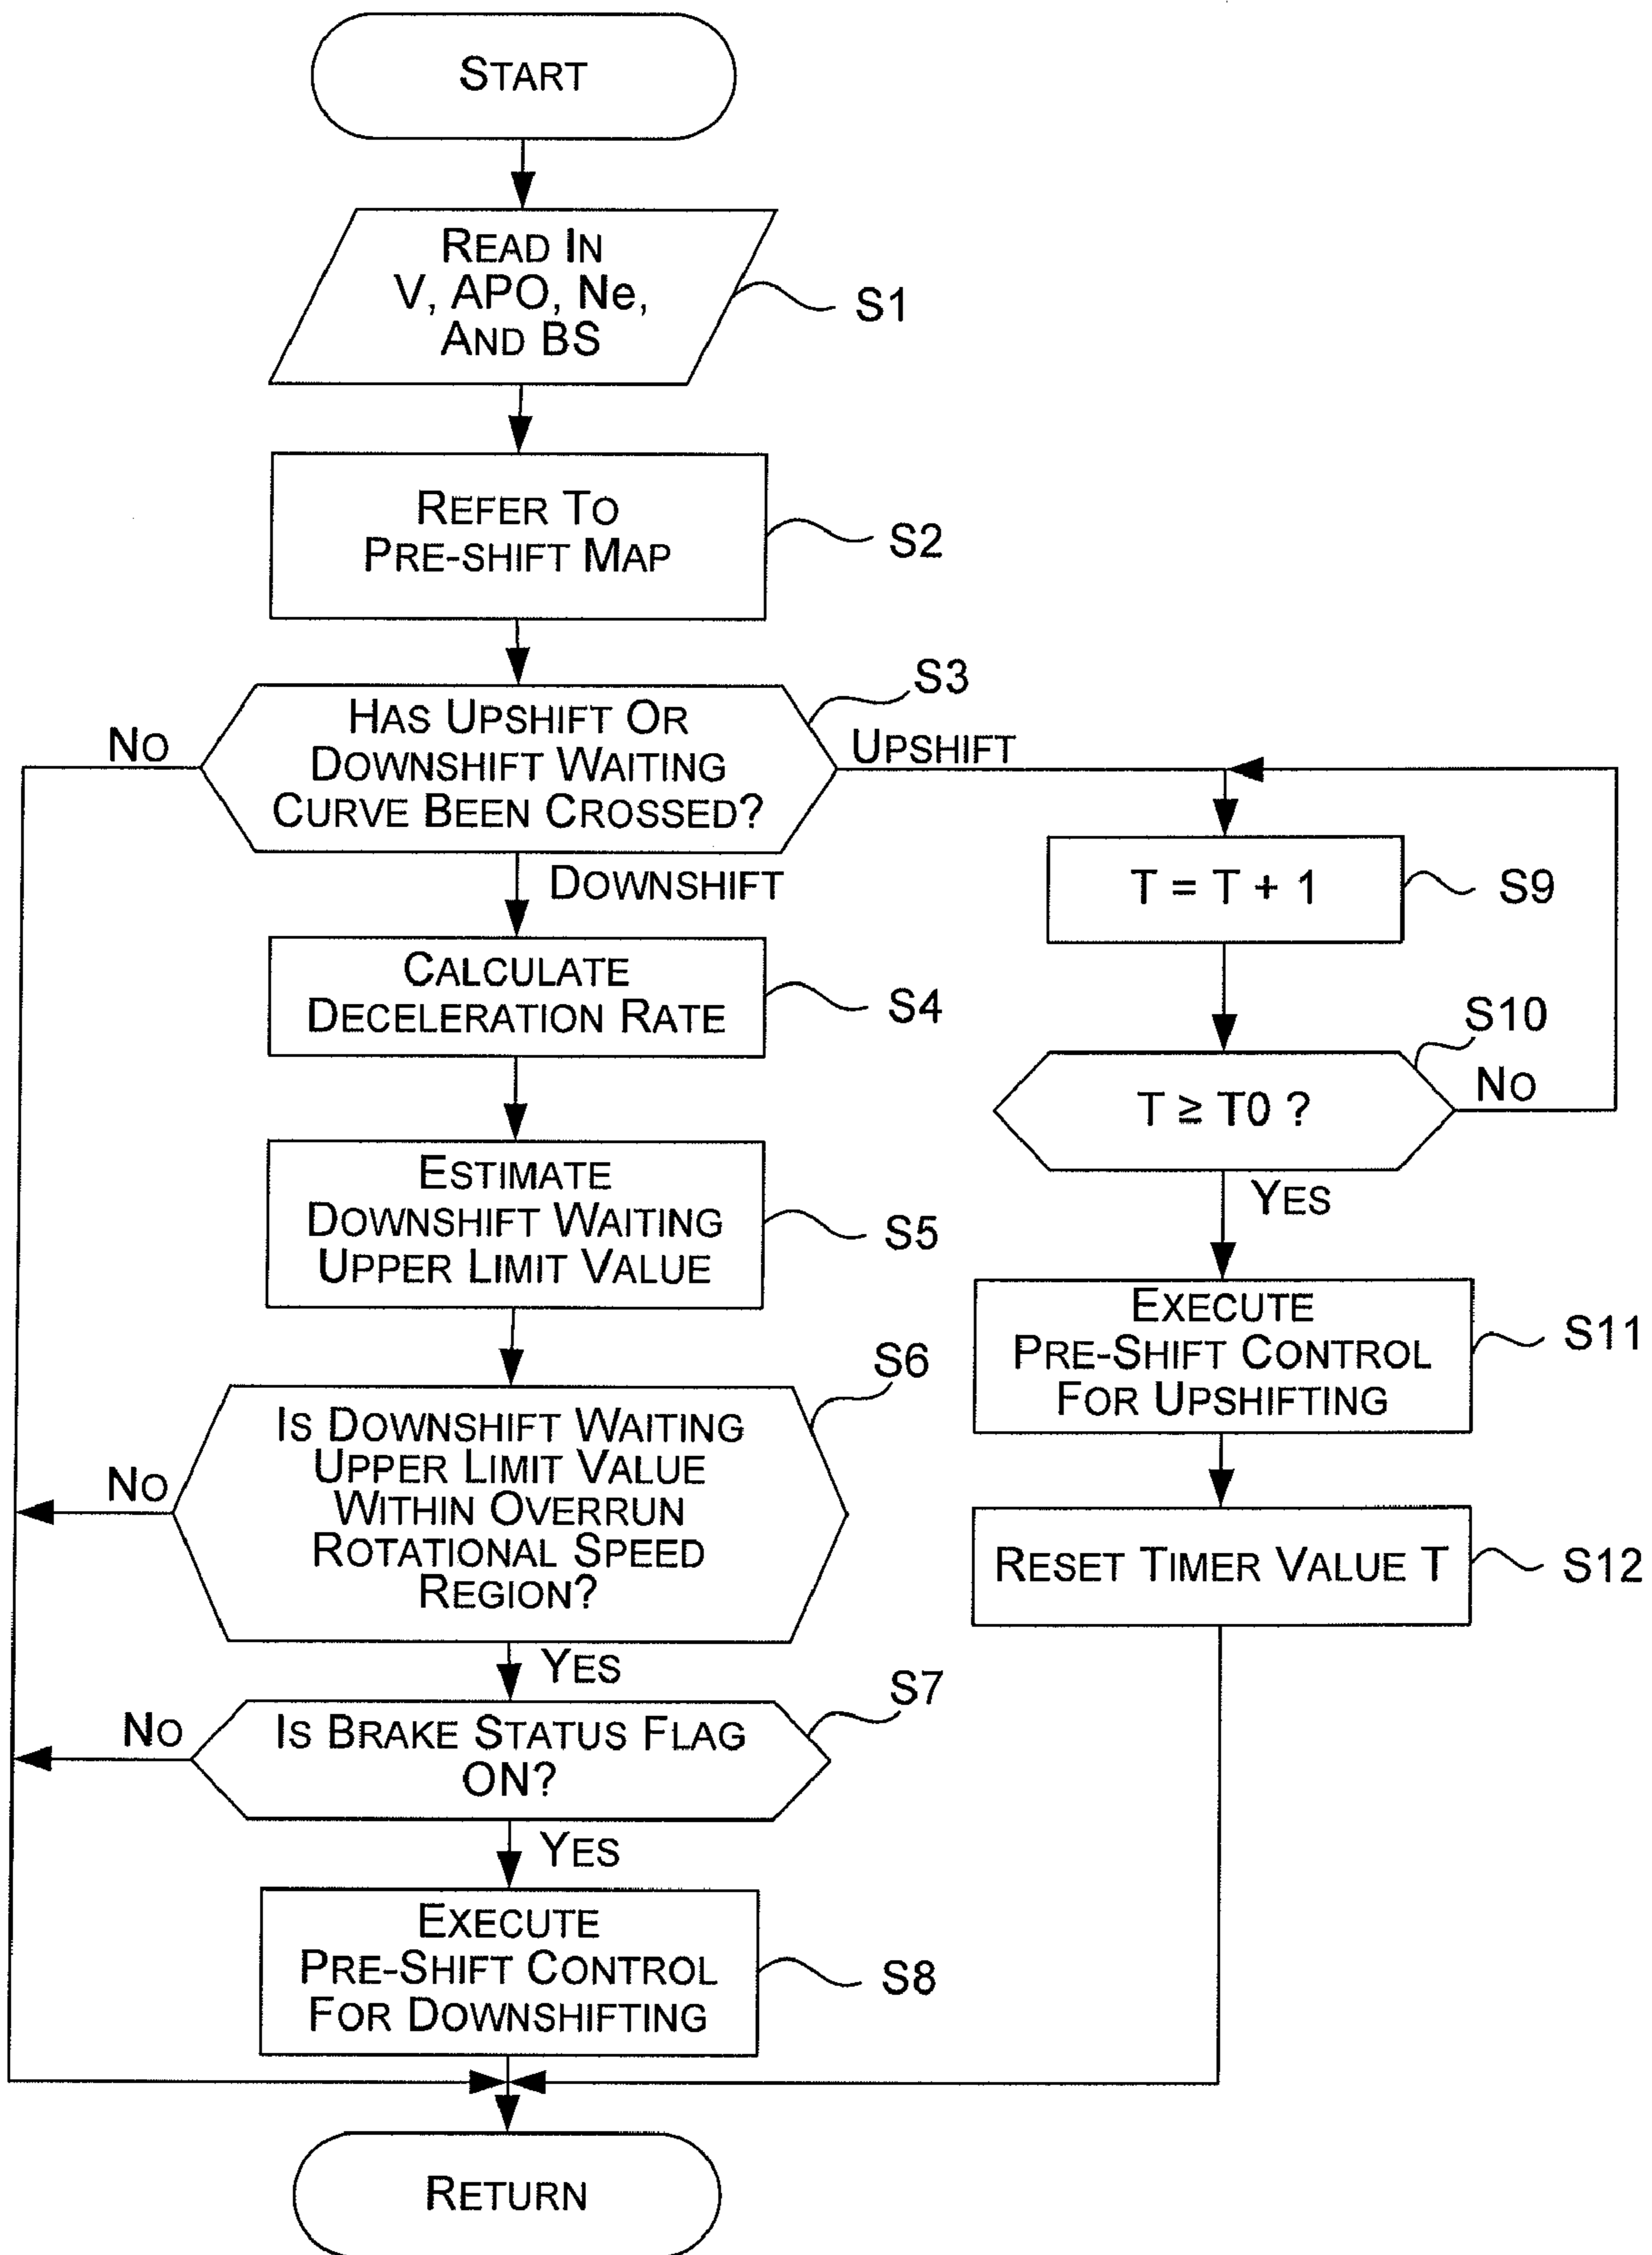 START
READ IN
V, APO, Ne,
AND BS
S1
REFER TO
PRE-SHIFT MAP
S2
HAS UPSHIFT OR
DOWNSHIFT WAITING
CURVE BEEN CROSSED?
S3
NO
UPSHIFT
DOWNSHIFT
CALCULATE
DECELERATION RATE
S4
ESTIMATE
DOWNSHIFT WAITING
UPPER LIMIT VALUE
S5
IS DOWNSHIFT WAITING
UPPER LIMIT VALUE
WITHIN OVERRUN
ROTATIONAL SPEED
REGION?
S6
NO
YES
IS BRAKE STATUS FLAG
ON?
S7
NO
YES
EXECUTE
PRE-SHIFT CONTROL
FOR DOWNSHIFTING
S8
T = T + 1
S9
T ≥ T0 ?
S10
NO
YES
EXECUTE
PRE-SHIFT CONTROL
FOR UPSHIFTING
S11
RESET TIMER VALUE T
S12
RETURN